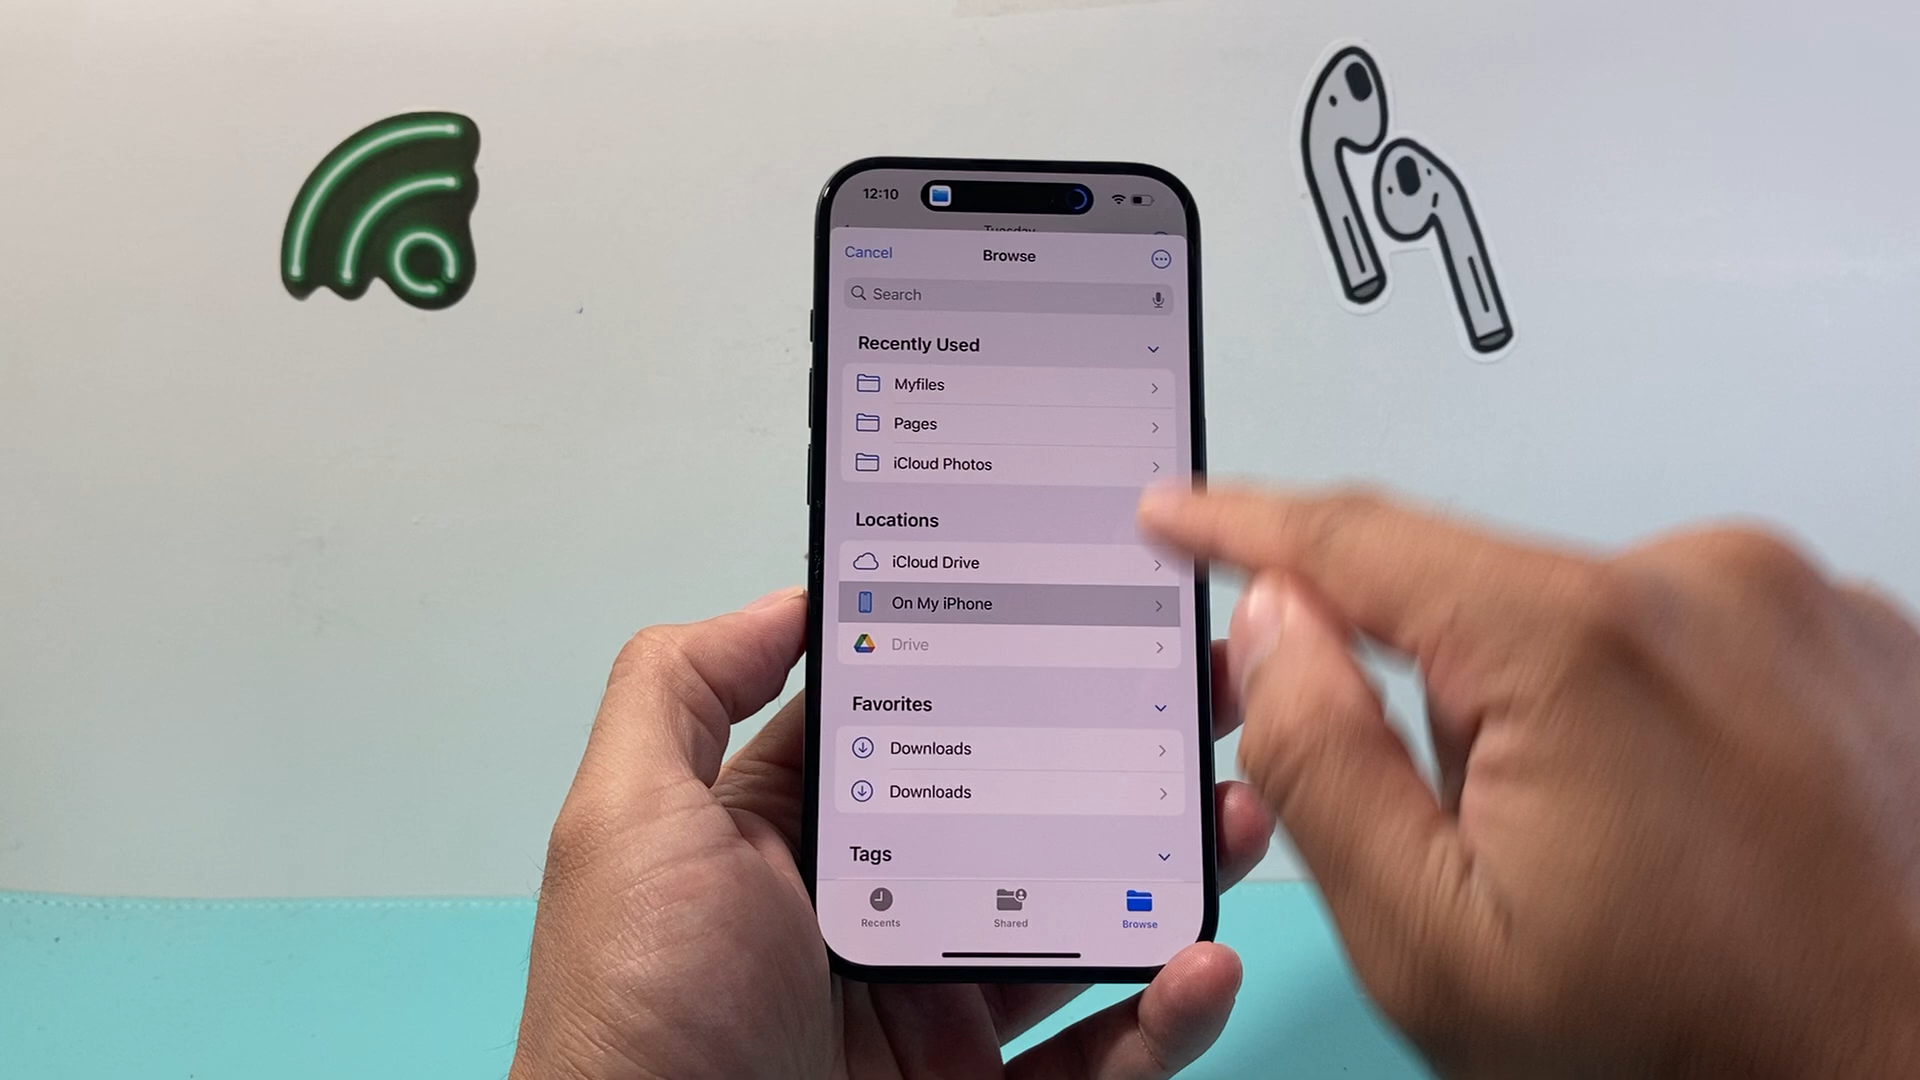 12:10
Tuesday
Cancel
Browse
Search
Recently Used
Myfiles
Pages
iCloud Photos
Locations
iCloud Drive
On My iPhone
Drive
Favorites
Downloads
Downloads
Tags
Recents
Shared
Browse